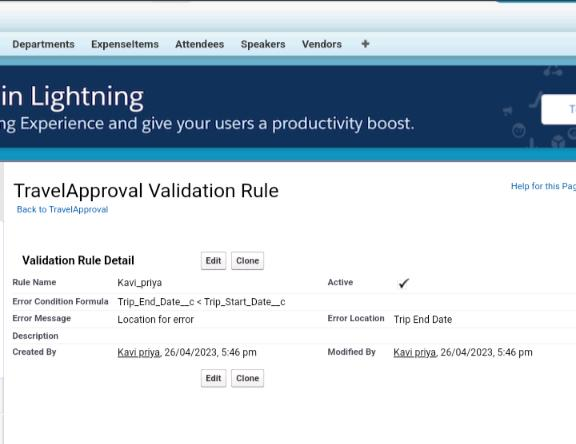 Departments ExpenseItems Attendees Speakers Vendors +
in Lightning
ng Experience and give your users a productivity boost.
TravelApproval Validation Rule
Help for this Pag
Back to TravelApproval
Validation Rule Detail Edit Clone
Rule Name Kavi_priya Active ✓
Error Condition Formula Trip_End_Date__c < Trip_Start_Date__c
Error Message Location for error Error Location Trip End Date
Description
Created By Kavi priya, 26/04/2023, 5:46 pm Modified By Kavi priya, 26/04/2023, 5:46 pm
Edit Clone